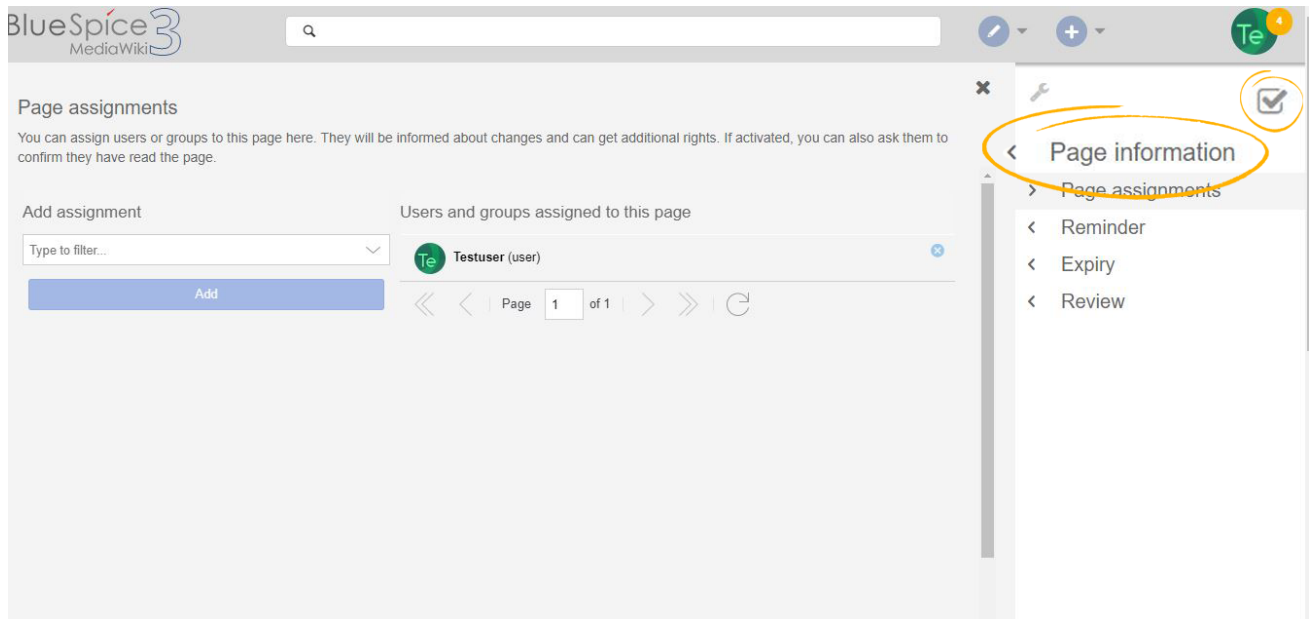 BlueSpice 3
MediaWiki
Te
4
Page assignments
You can assign users or groups to this page here. They will be informed about changes and can get additional rights. If activated, you can also ask them to
confirm they have read the page.
Add assignment
Type to filter...
Add
Users and groups assigned to this page
Te
Testuser (user)
Page 1 of 1
Page information
Page assignments
Reminder
Expiry
Review